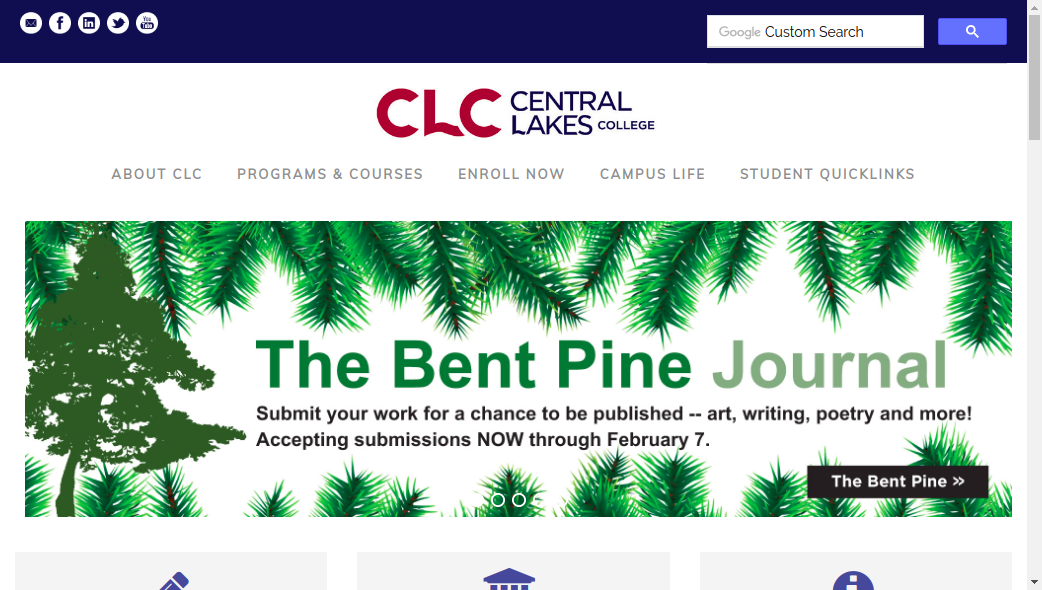 You
Tube
Google Custom Search
CLC CENTRAL
LAKES COLLEGE
ABOUT CLC PROGRAMS & COURSES ENROLL NOW CAMPUS LIFE STUDENT QUICKLINKS
The Bent Pine Journal
Submit your work for a chance to be published -- art, writing, poetry and more!
Accepting submissions NOW through February 7.
The Bent Pine »